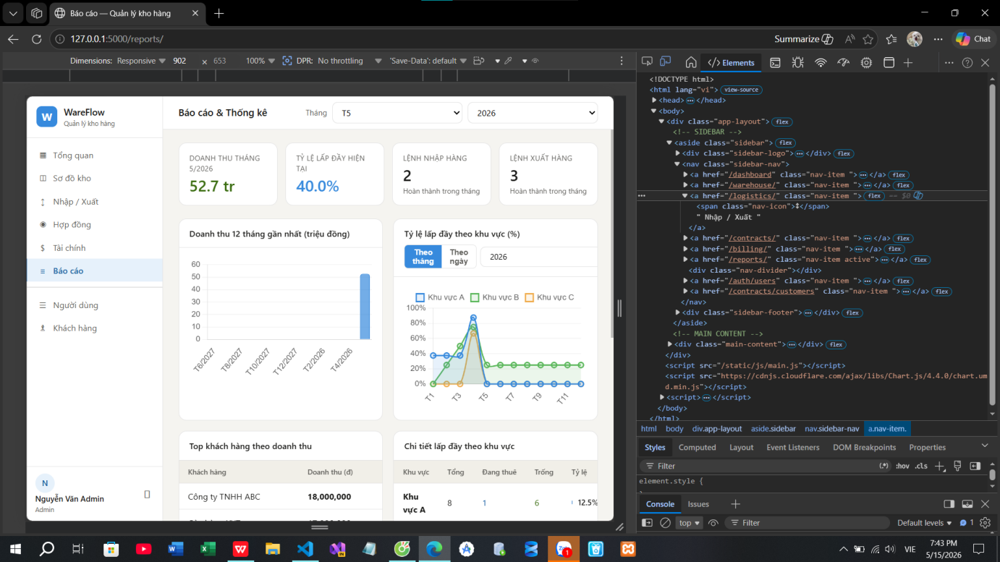 Báo cáo — Quản lý kho hàng
127.0.0.1:5000/reports/
Summarize
Chat
Dimensions: Responsive 902 × 653 100% DPR: No throttling 'Save-Data': default
Elements
W
WareFlow
Quản lý kho hàng
Tổng quan
Sơ đồ kho
Nhập / Xuất
Hợp đồng
$ Tài chính
Báo cáo
Người dùng
Khách hàng
N
Nguyễn Văn Admin
Admin
Báo cáo & Thống kê
Tháng T5 2026
DOANH THU THÁNG
5/2026
52.7 tr
TỶ LỆ LẤP ĐẦY HIỆN
TẠI
40.0%
LỆNH NHẬP HÀNG
2
Hoàn thành trong tháng
LỆNH XUẤT HÀNG
3
Hoàn thành trong tháng
Doanh thu 12 tháng gần nhất (triệu đồng)
60
50
40
30
20
10
0
T6/2027 T8/2027 T10/2027 T12/2027 T2/2026 T4/2026
Tỷ lệ lấp đầy theo khu vực (%)
Theo
tháng
Theo
ngày
2026
Khu vực A Khu vực B Khu vực C
100%
80%
60%
40%
20%
0%
T1 T3 T5 T7 T9 T11
Top khách hàng theo doanh thu
Khách hàng Doanh thu (đ)
Công ty TNHH ABC 18,000,000
Chi tiết lấp đầy theo khu vực
Khu vực Tổng Đang thuê Trống Tỷ lệ
Khu
vực A
8 1 6 12.5%
<!DOCTYPE html>
<html lang="vi"> view-source
<head> ••• </head>
<body>
<div class="app-layout"> flex
<!-- SIDEBAR -->
<aside class="sidebar"> flex
<div class="sidebar-logo"> ••• </div> flex
<nav class="sidebar-nav">
<a href="/dashboard" class="nav-item "> ••• </a> flex
<a href="/warehouse/" class="nav-item "> ••• </a> flex
<a href="/logistics/" class="nav-item "> flex == $0
<span class="nav-icon">↕</span>
" Nhập / Xuất "
</a>
<a href="/contracts/" class="nav-item "> ••• </a> flex
<a href="/billing/" class="nav-item "> ••• </a> flex
<a href="/reports/" class="nav-item active"> ••• </a> flex
<div class="nav-divider"></div>
<a href="/auth/users" class="nav-item "> ••• </a> flex
<a href="/contracts/customers" class="nav-item "> ••• </a> flex
</nav>
<div class="sidebar-footer"> ••• </div> flex
</aside>
<!-- MAIN CONTENT -->
<div class="main-content"> ••• </div> flex
</div>
<script src="/static/js/main.js"></script>
<script src="https://cdnjs.cloudflare.com/ajax/libs/Chart.js/4.4.0/chart.um
d.min.js"></script>
<script> ••• </script>
</body>
</html>
html body div.app-layout aside.sidebar nav.sidebar-nav a.nav-item.
Styles Computed Layout Event Listeners DOM Breakpoints Properties
Filter :hov .cls
element.style {
Console Issues
top Filter Default levels 1
VIE
7:43 PM
5/15/2026